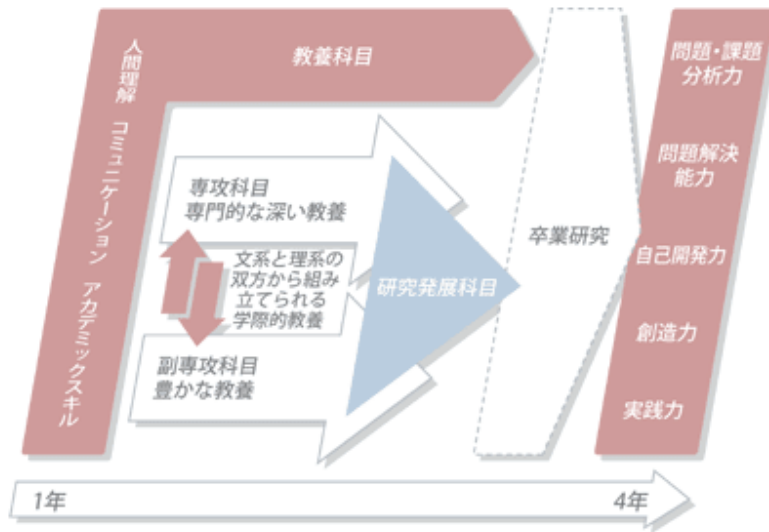 人間理解 コミュニケーション アカデミックスキル
教養科目
専攻科目
専門的な深い教養
文系と理系の
双方から組み
立てられる
学際的教養
副専攻科目
豊かな教養
研究発展科目
卒業研究
問題・課題
分析力
問題解決
能力
自己開発力
創造力
実践力
1年
4年